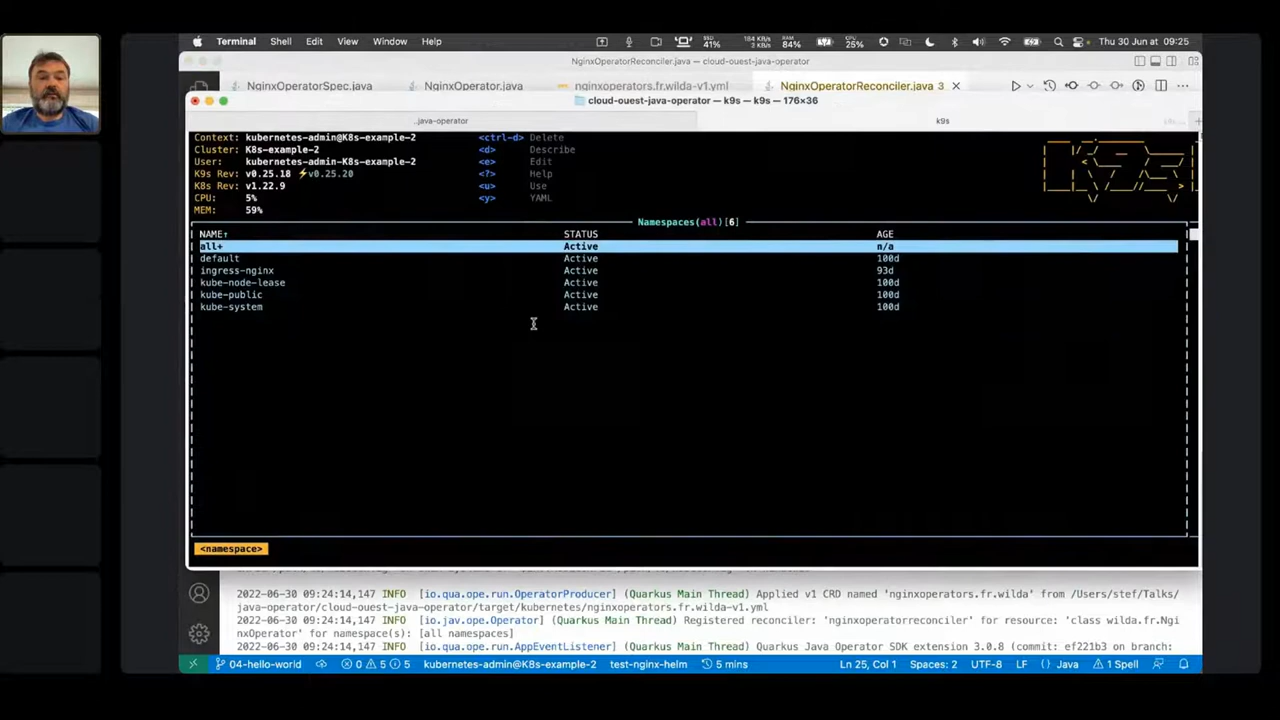 Terminal Shell Edit View Window Help SSD 41% 184 KB/s 3 KB/s RAM 84% CPU 25% Thu 30 Jun at 09:25
NginxOperatorReconciler.java — cloud-ouest-java-operator
NginxOperatorSpec.java NginxOperator.java nginxoperators.fr.wilda-v1.yml NginxOperatorReconciler.java 3
cloud-ouest-java-operator — k9s — k9s — 176×36
..java-operator k9s
Context: kubernetes-admin@K8s-example-2 <ctrl-d> Delete
Cluster: K8s-example-2 <d> Describe
User: kubernetes-admin-K8s-example-2 <e> Edit
K9s Rev: v0.25.18 ⚡v0.25.20 <?> Help
K8s Rev: v1.22.9 <u> Use
CPU: 5% <y> YAML
MEM: 59%
Namespaces(all)[6]
NAME↑ STATUS AGE
all+ Active n/a
default Active 100d
ingress-nginx Active 93d
kube-node-lease Active 100d
kube-public Active 100d
kube-system Active 100d
<namespace>
2022-06-30 09:24:14,147 INFO [io.qua.ope.run.OperatorProducer] (Quarkus Main Thread) Applied v1 CRD named 'nginxoperators.fr.wilda' from /Users/stef/Talks/
java-operator/cloud-ouest-java-operator/target/kubernetes/nginxoperators.fr.wilda-v1.yml
2022-06-30 09:24:14,147 INFO [io.jav.ope.Operator] (Quarkus Main Thread) Registered reconciler: 'nginxoperatorreconciler' for resource: 'class wilda.fr.Ngi
nxOperator' for namespace(s): [all namespaces]
2022-06-30 09:24:14,147 INFO [io.qua.ope.run.AppEventListener] (Quarkus Main Thread) Quarkus Java Operator SDK extension 3.0.8 (commit: ef221b3 on branch:
04-hello-world 0 5 5 kubernetes-admin@K8s-example-2 test-nginx-helm 5 mins Ln 25, Col 1 Spaces: 2 UTF-8 LF {} Java 1 Spell